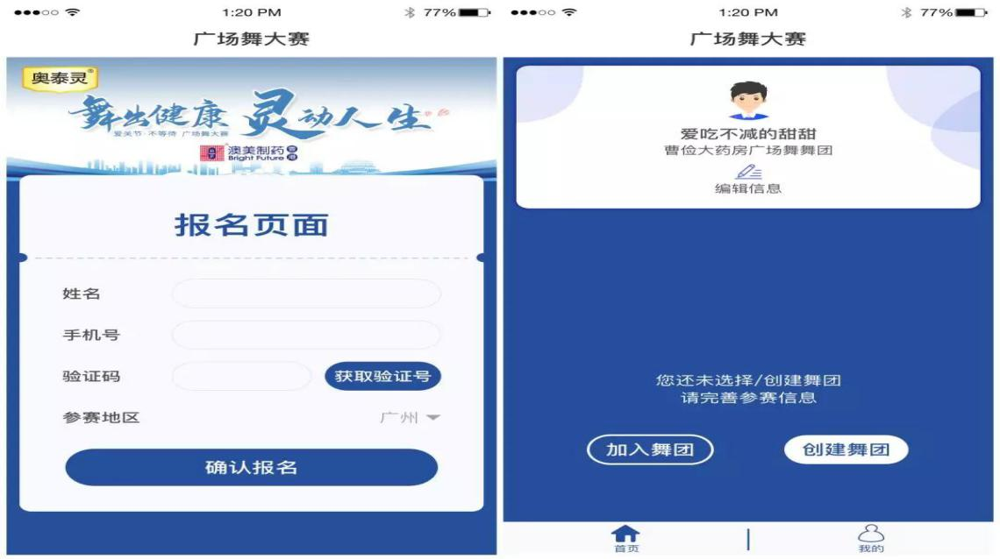 1:20 PM
77%
广场舞大赛
奥泰灵®
舞出健康 灵动人生
爱关节·不等待 广场舞大赛
澳美制药
Bright Future
报名页面
姓名
手机号
验证码
获取验证号
参赛地区
广州
确认报名
1:20 PM
77%
广场舞大赛
爱吃不减的甜甜
曹俭大药房广场舞舞团
编辑信息
您还未选择/创建舞团
请完善参赛信息
加入舞团
创建舞团
首页
我的